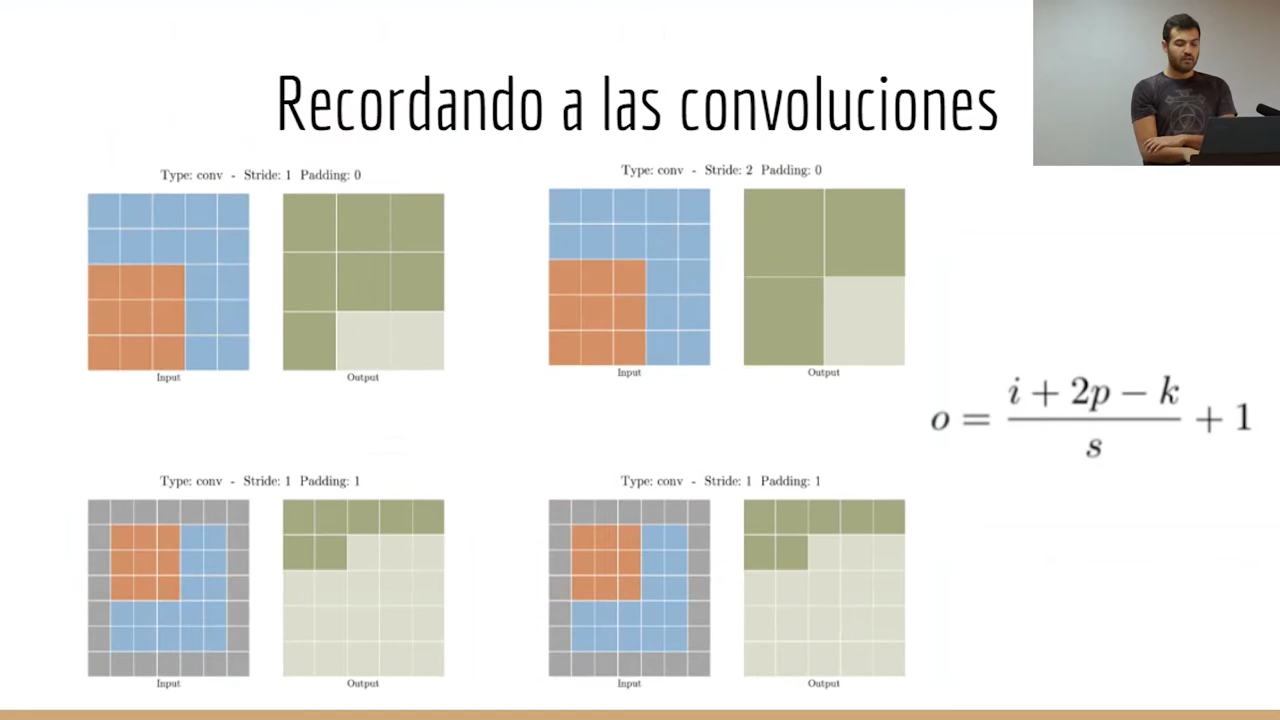 Recordando a las convoluciones
Type: conv - Stride: 1 Padding: 0
Input
Output
Type: conv - Stride: 2 Padding: 0
Input
Output
o = \frac{i + 2p - k}{s} + 1
Type: conv - Stride: 1 Padding: 1
Input
Output
Type: conv - Stride: 1 Padding: 1
Input
Output